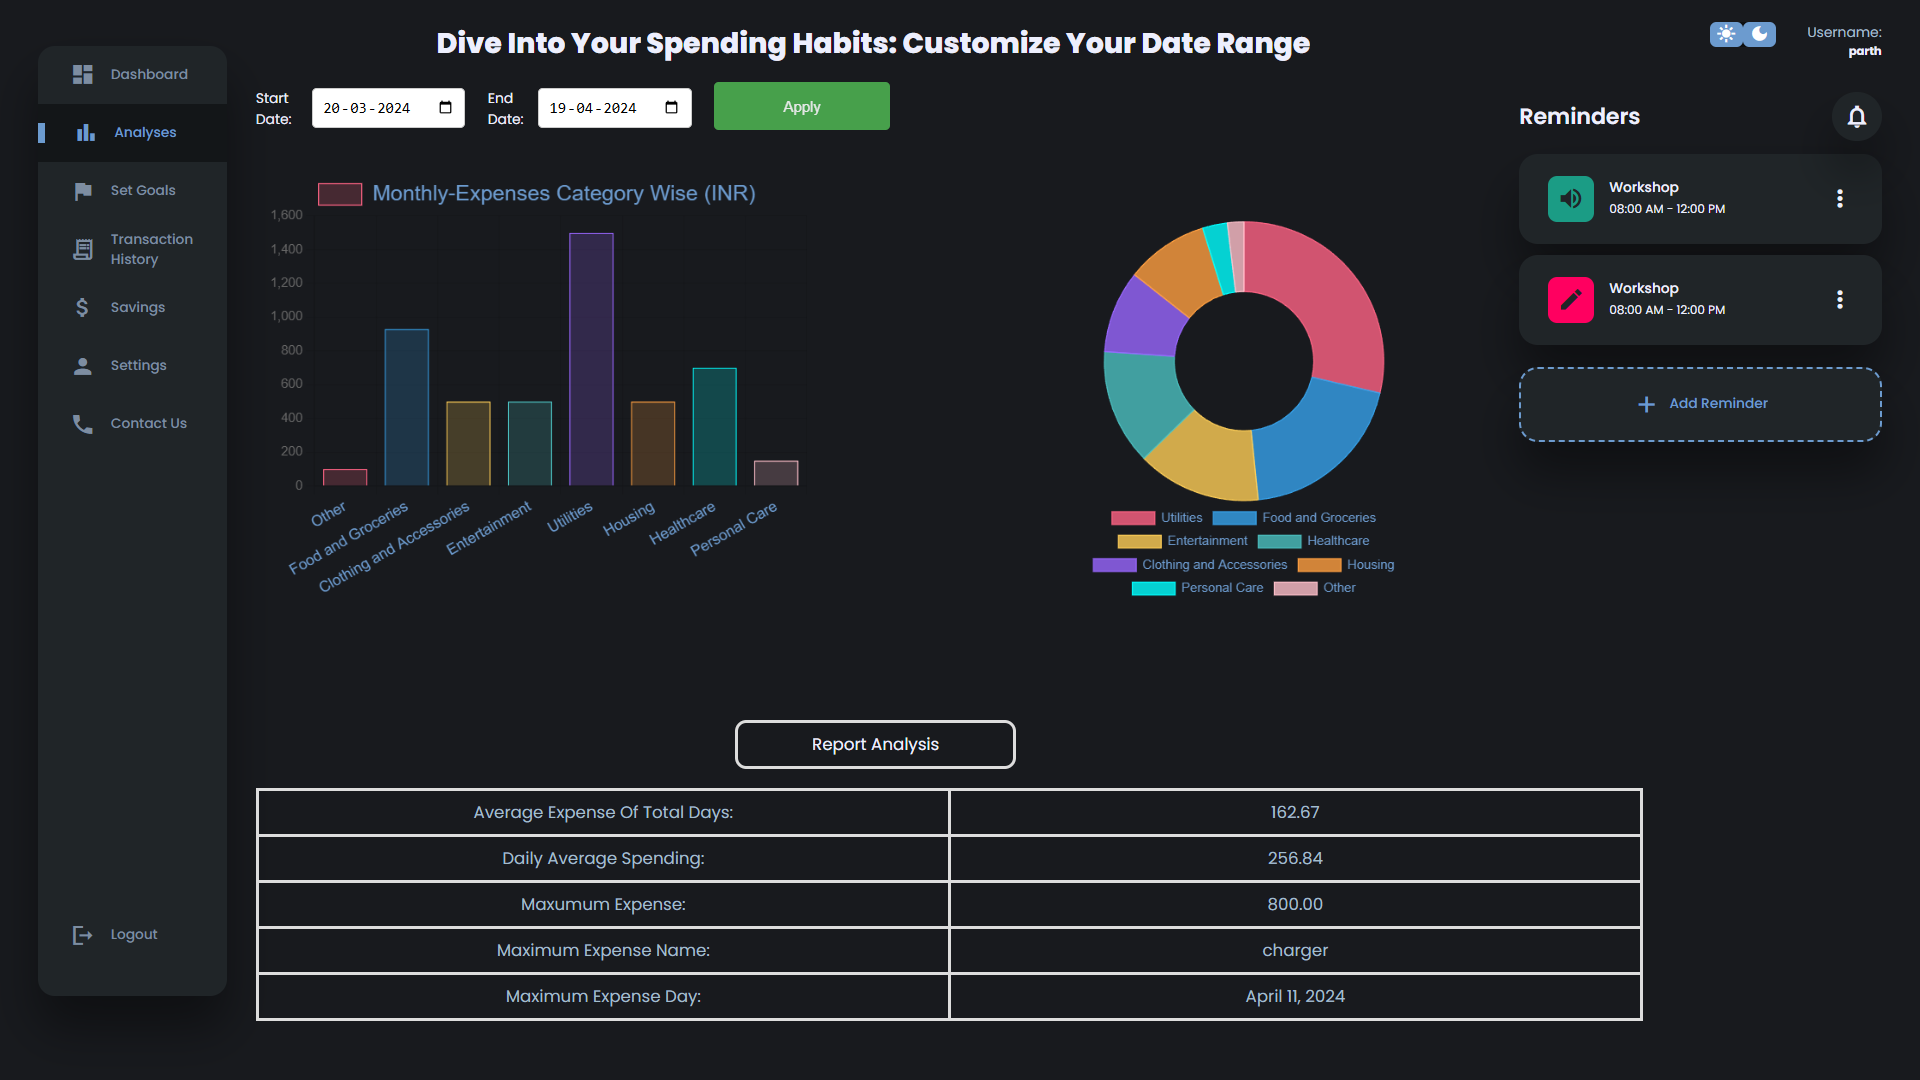 Dashboard
Analyses
Set Goals
Transaction
History
Savings
Settings
Contact Us
Logout
Dive Into Your Spending Habits: Customize Your Date Range
Start
Date:
20-03-2024
End
Date:
19-04-2024
Apply
Monthly-Expenses Category Wise (INR)
1,600
1,400
1,200
1,000
800
600
400
200
0
Other
Food and Groceries
Clothing and Accessories
Entertainment
Utilities
Housing
Healthcare
Personal Care
Utilities Food and Groceries
Entertainment Healthcare
Clothing and Accessories Housing
Personal Care Other
Report Analysis
Average Expense Of Total Days: 162.67
Daily Average Spending: 256.84
Maxumum Expense: 800.00
Maximum Expense Name: charger
Maximum Expense Day: April 11, 2024
Username:
parth
Reminders
Workshop
08:00 AM - 12:00 PM
Workshop
08:00 AM - 12:00 PM
Add Reminder